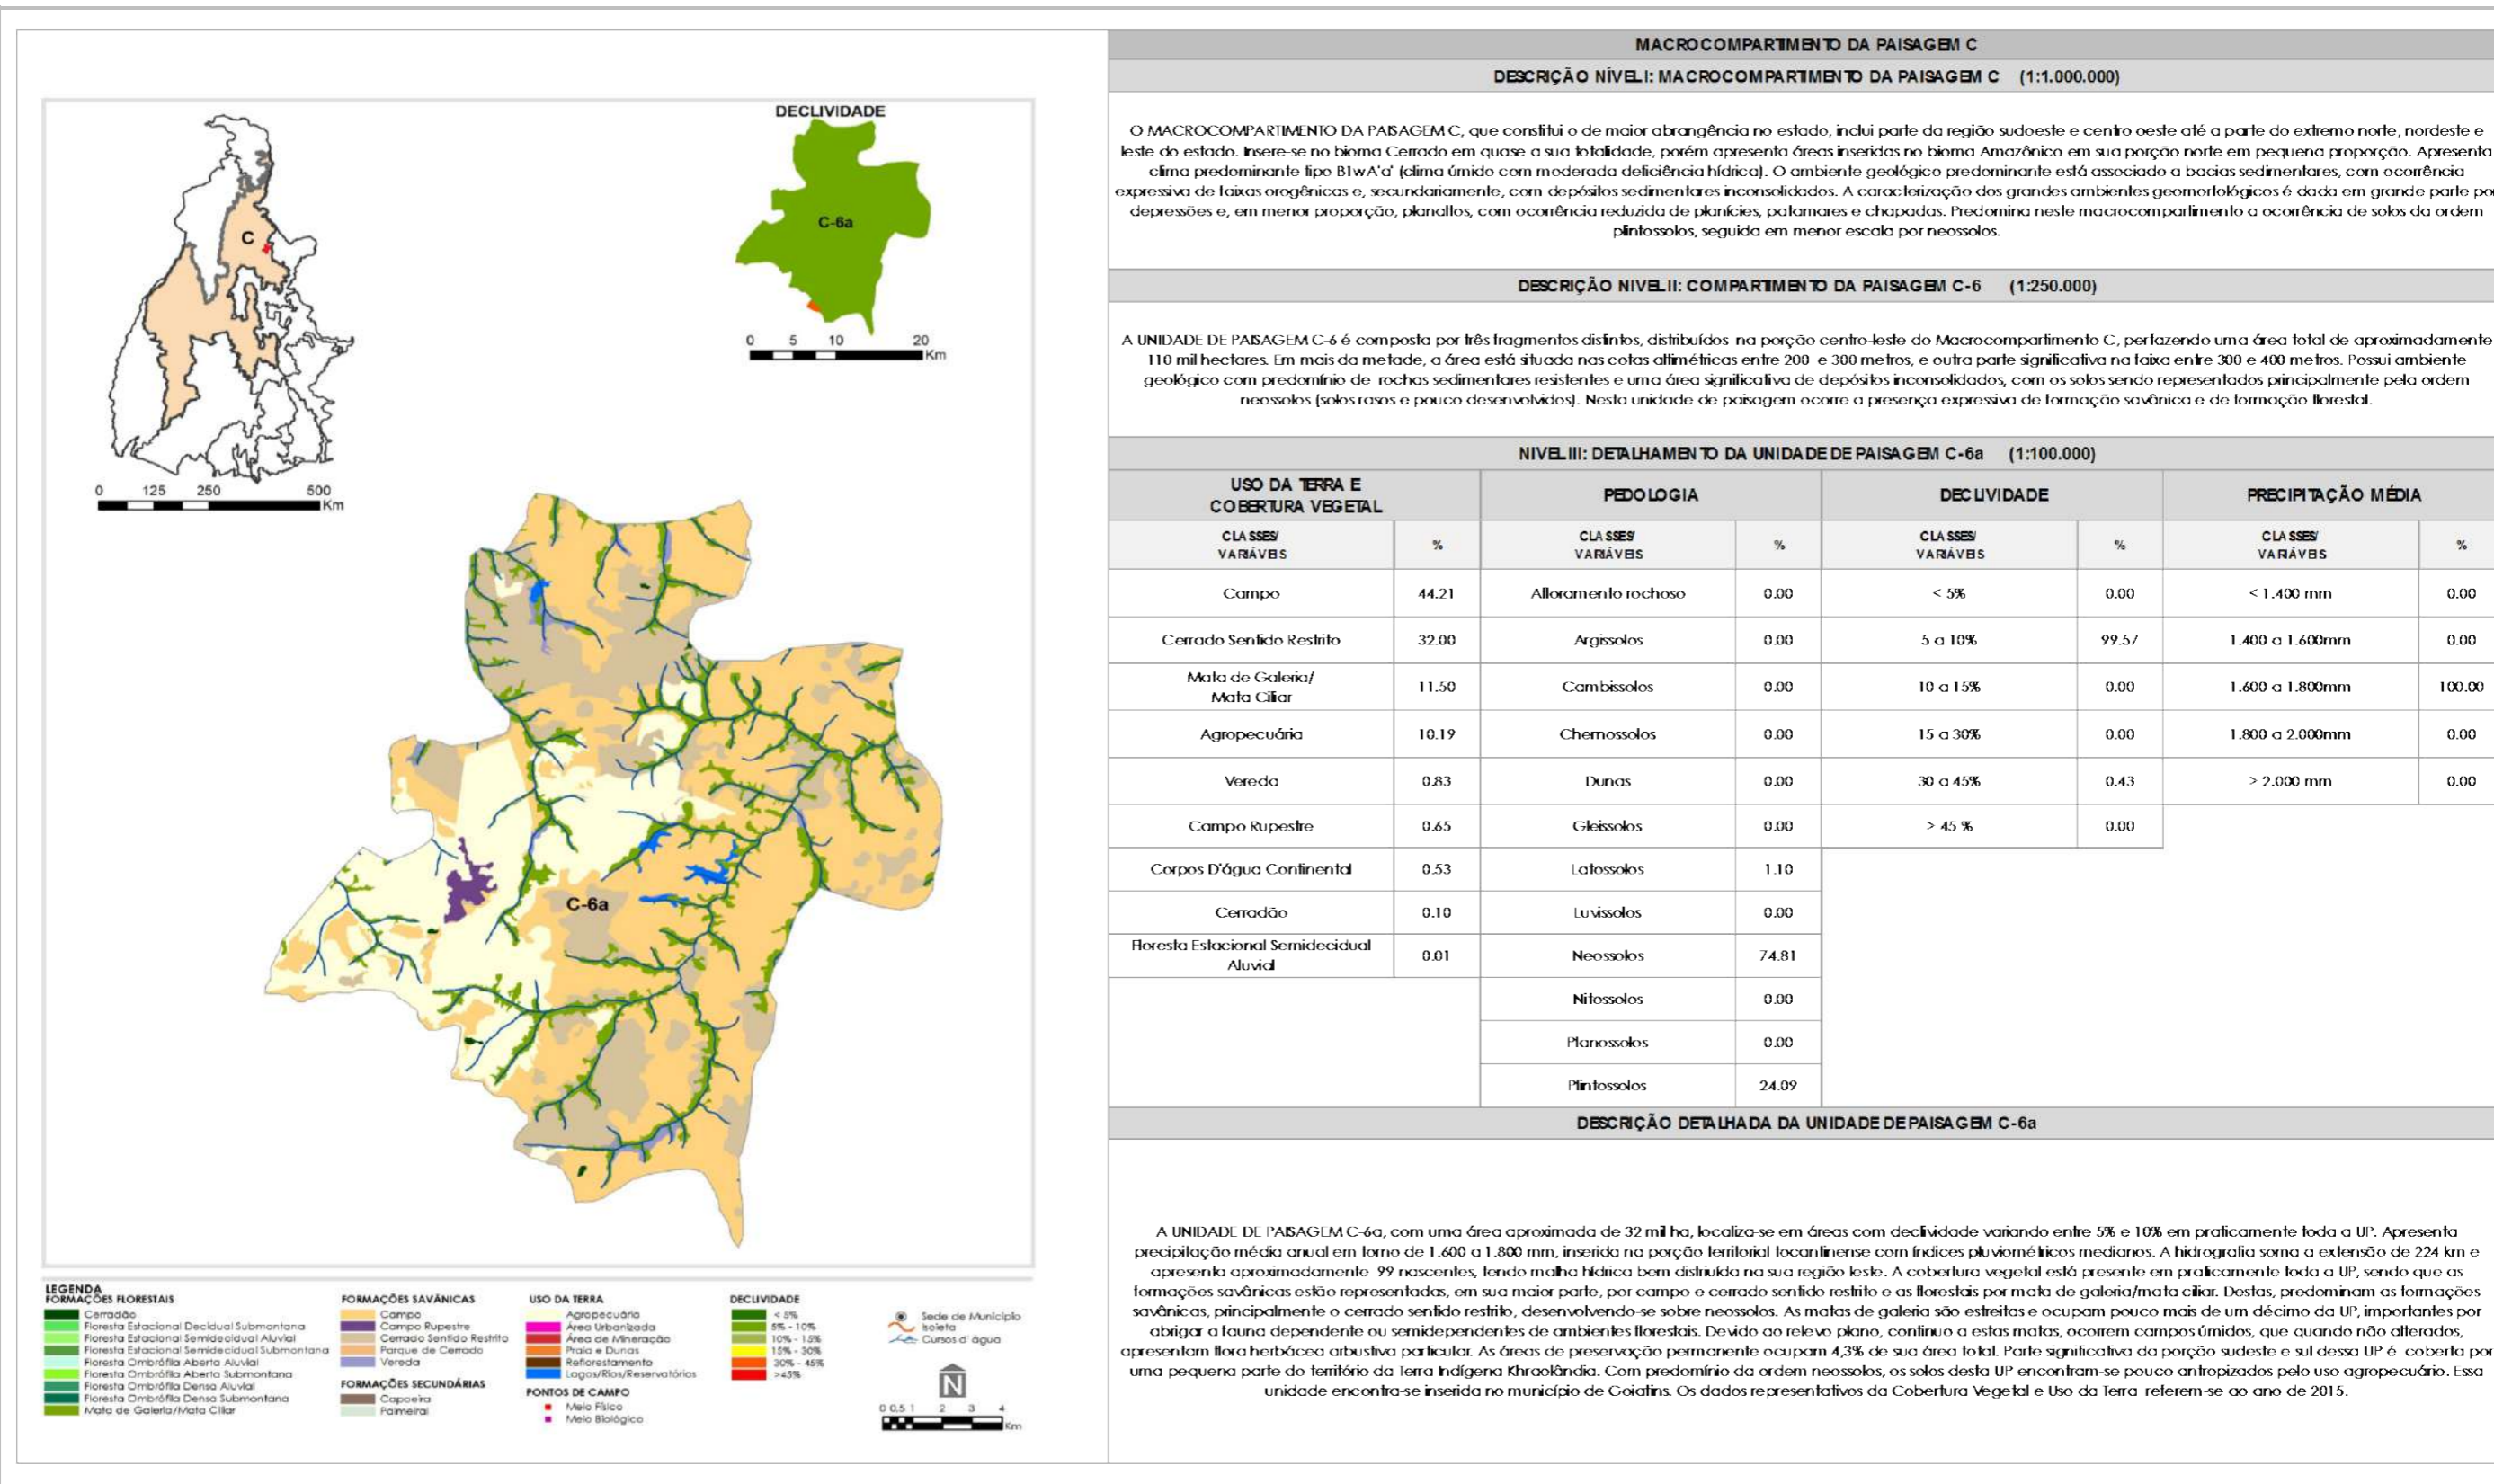 DECLIVIDADE
C
C-6a
0 5 10 20
Km
0 125 250 500
Km
C-6a
LEGENDA
FORMAÇÕES FLORESTAIS
Cerradão
Floresta Estacional Decidual Submontana
Floresta Estacional Semidecidual Aluvial
Floresta Estacional Semidecidual Submontana
Floresta Ombrófila Aberta Aluvial
Floresta Ombrófila Aberta Submontana
Floresta Ombrófila Densa Aluvial
Floresta Ombrófila Densa Submontana
Mata de Galeria/Mata Ciliar
FORMAÇÕES SAVÂNICAS
Campo
Campo Rupestre
Cerrado Sentido Restrito
Parque de Cerrado
Vereda
FORMAÇÕES SECUNDÁRIAS
Capoeira
Palmeiral
USO DA TERRA
Agropecuária
Área Urbanizada
Área de Mineração
Praia e Dunas
Reflorestamento
Lagos/Rios/Reservatórios
PONTOS DE CAMPO
Meio Físico
Meio Biológico
DECLIVIDADE
< 5%
5% - 10%
10% - 15%
15% - 30%
30% - 45%
>45%
Sede de Município
Isoieta
Cursos d' água
N
0 0,5 1 2 3 4
Km
MACROCOMPARTIMENTO DA PAISAGEM C
DESCRIÇÃO NÍVEL I: MACROCOMPARTIMENTO DA PAISAGEM C (1:1.000.000)
O MACROCOMPARTIMENTO DA PAISAGEM C, que constitui o de maior abrangência no estado, inclui parte da região sudoeste e centro oeste até a parte do extremo norte, nordeste e
leste do estado. Insere-se no bioma Cerrado em quase a sua totalidade, porém apresenta áreas inseridas no bioma Amazônico em sua porção norte em pequena proporção. Apresenta
clima predominante tipo B1wA'a' (clima úmido com moderada deficiência hídrica). O ambiente geológico predominante está associado a bacias sedimentares, com ocorrência
expressiva de faixas orogênicas e, secundariamente, com depósitos sedimentares inconsolidados. A caracterização dos grandes ambientes geomorfológicos é dada em grande parte por
depressões e, em menor proporção, planaltos, com ocorrência reduzida de planícies, patamares e chapadas. Predomina neste macrocompartimento a ocorrência de solos da ordem
plintossolos, seguida em menor escala por neossolos.
DESCRIÇÃO NIVEL II: COMPARTIMENTO DA PAISAGEM C-6 (1:250.000)
A UNIDADE DE PAISAGEM C-6 é composta por três fragmentos distintos, distribuídos na porção centro-leste do Macrocompartimento C, perfazendo uma área total de aproximadamente
110 mil hectares. Em mais da metade, a área está situada nas cotas altimétricas entre 200 e 300 metros, e outra parte significativa na faixa entre 300 e 400 metros. Possui ambiente
geológico com predomínio de rochas sedimentares resistentes e uma área significativa de depósitos inconsolidados, com os solos sendo representados principalmente pela ordem
neossolos (solos rasos e pouco desenvolvidos). Nesta unidade de paisagem ocorre a presença expressiva de formação savânica e de formação florestal.
NIVEL III: DETALHAMENTO DA UNIDADE DE PAISAGEM C-6a (1:100.000)
USO DA TERRA E
COBERTURA VEGETAL
PEDOLOGIA
DECLIVIDADE
PRECIPITAÇÃO MÉDIA
CLASSES/
VARIÁVEIS % CLASSES/
VARIÁVEIS % CLASSES/
VARIÁVEIS % CLASSES/
VARIÁVEIS %
Campo 44.21 Afloramento rochoso 0.00 < 5% 0.00 < 1.400 mm 0.00
Cerrado Sentido Restrito 32.00 Argissolos 0.00 5 a 10% 99.57 1.400 a 1.600mm 0.00
Mata de Galeria/
Mata Ciliar 11.50 Cambissolos 0.00 10 a 15% 0.00 1.600 a 1.800mm 100.00
Agropecuária 10.19 Chernossolos 0.00 15 a 30% 0.00 1.800 a 2.000mm 0.00
Vereda 0.83 Dunas 0.00 30 a 45% 0.43 > 2.000 mm 0.00
Campo Rupestre 0.65 Gleissolos 0.00 > 45 % 0.00
Corpos D'água Continental 0.53 Latossolos 1.10
Cerradão 0.10 Luvissolos 0.00
Floresta Estacional Semidecidual
Aluvial 0.01 Neossolos 74.81
Nitossolos 0.00
Planossolos 0.00
Plintossolos 24.09
DESCRIÇÃO DETALHADA DA UNIDADE DE PAISAGEM C-6a
A UNIDADE DE PAISAGEM C-6a, com uma área aproximada de 32 mil ha, localiza-se em áreas com declividade variando entre 5% e 10% em praticamente toda a UP. Apresenta
precipitação média anual em torno de 1.600 a 1.800 mm, inserida na porção territorial tocantinense com índices pluviométricos medianos. A hidrografia soma a extensão de 224 km e
apresenta aproximadamente 99 nascentes, tendo malha hídrica bem distriuída na sua região leste. A cobertura vegetal está presente em praticamente toda a UP, sendo que as
formações savânicas estão representadas, em sua maior parte, por campo e cerrado sentido restrito e as florestais por mata de galeria/mata ciliar. Destas, predominam as formações
savânicas, principalmente o cerrado sentido restrito, desenvolvendo-se sobre neossolos. As matas de galeria são estreitas e ocupam pouco mais de um décimo da UP, importantes por
abrigar a fauna dependente ou semidependentes de ambientes florestais. Devido ao relevo plano, contínuo a estas matas, ocorrem campos úmidos, que quando não alterados,
apresentam flora herbácea arbustiva particular. As áreas de preservação permanente ocupam 4,3% de sua área total. Parte significativa da porção sudeste e sul dessa UP é coberta por
uma pequena parte do território da Terra Indígena Khraolândia. Com predomínio da ordem neossolos, os solos desta UP encontram-se pouco antropizados pelo uso agropecuário. Essa
unidade encontra-se inserida no município de Goiatins. Os dados representativos da Cobertura Vegetal e Uso da Terra referem-se ao ano de 2015.